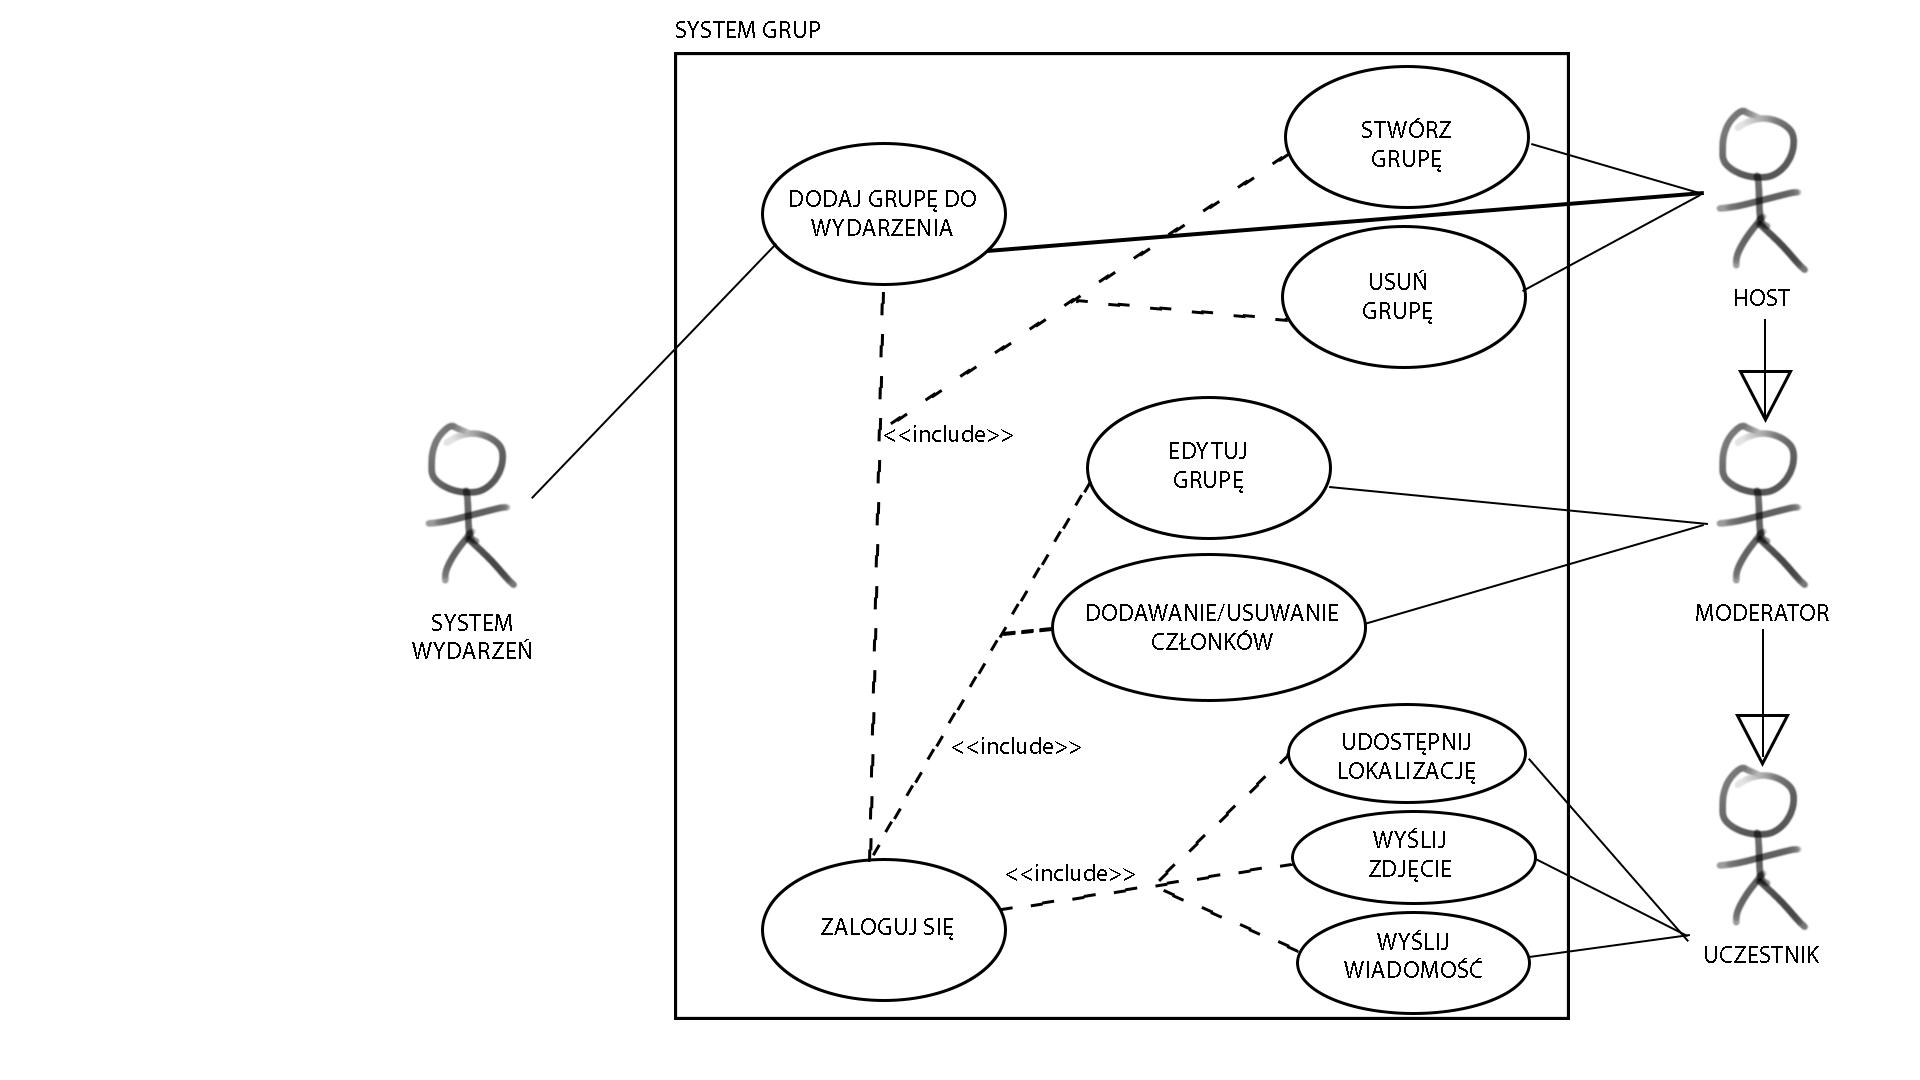 SYSTEM GRUP
STWÓRZ
GRUPĘ
DODAJ GRUPĘ DO
WYDARZENIA
USUŃ
GRUPĘ
HOST
<<include>>
EDYTUJ
GRUPĘ
SYSTEM
WYDARZEŃ
DODAWANIE/USUWANIE
CZŁONKÓW
MODERATOR
<<include>>
UDOSTĘPNIJ
LOKALIZACJĘ
WYŚLIJ
ZDJĘCIE
<<include>>
ZALOGUJ SIĘ
WYŚLIJ
WIADOMOŚĆ
UCZESTNIK